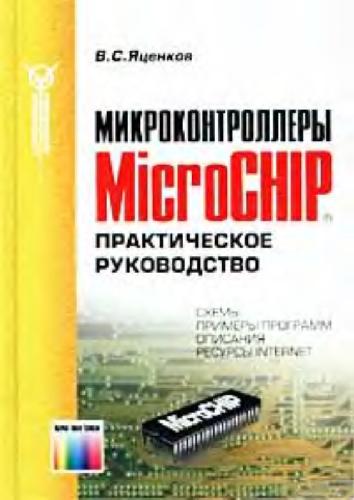 В.С.Яценков
МИКРОКОНТРОЛЛЕРЫ
MicroCHIP®
ПРАКТИЧЕСКОЕ
РУКОВОДСТВО
СХЕМЫ
ПРИМЕРЫ ПРОГРАММ
ОПИСАНИЯ
РЕСУРСЫ INTERNET
MicroCHIP